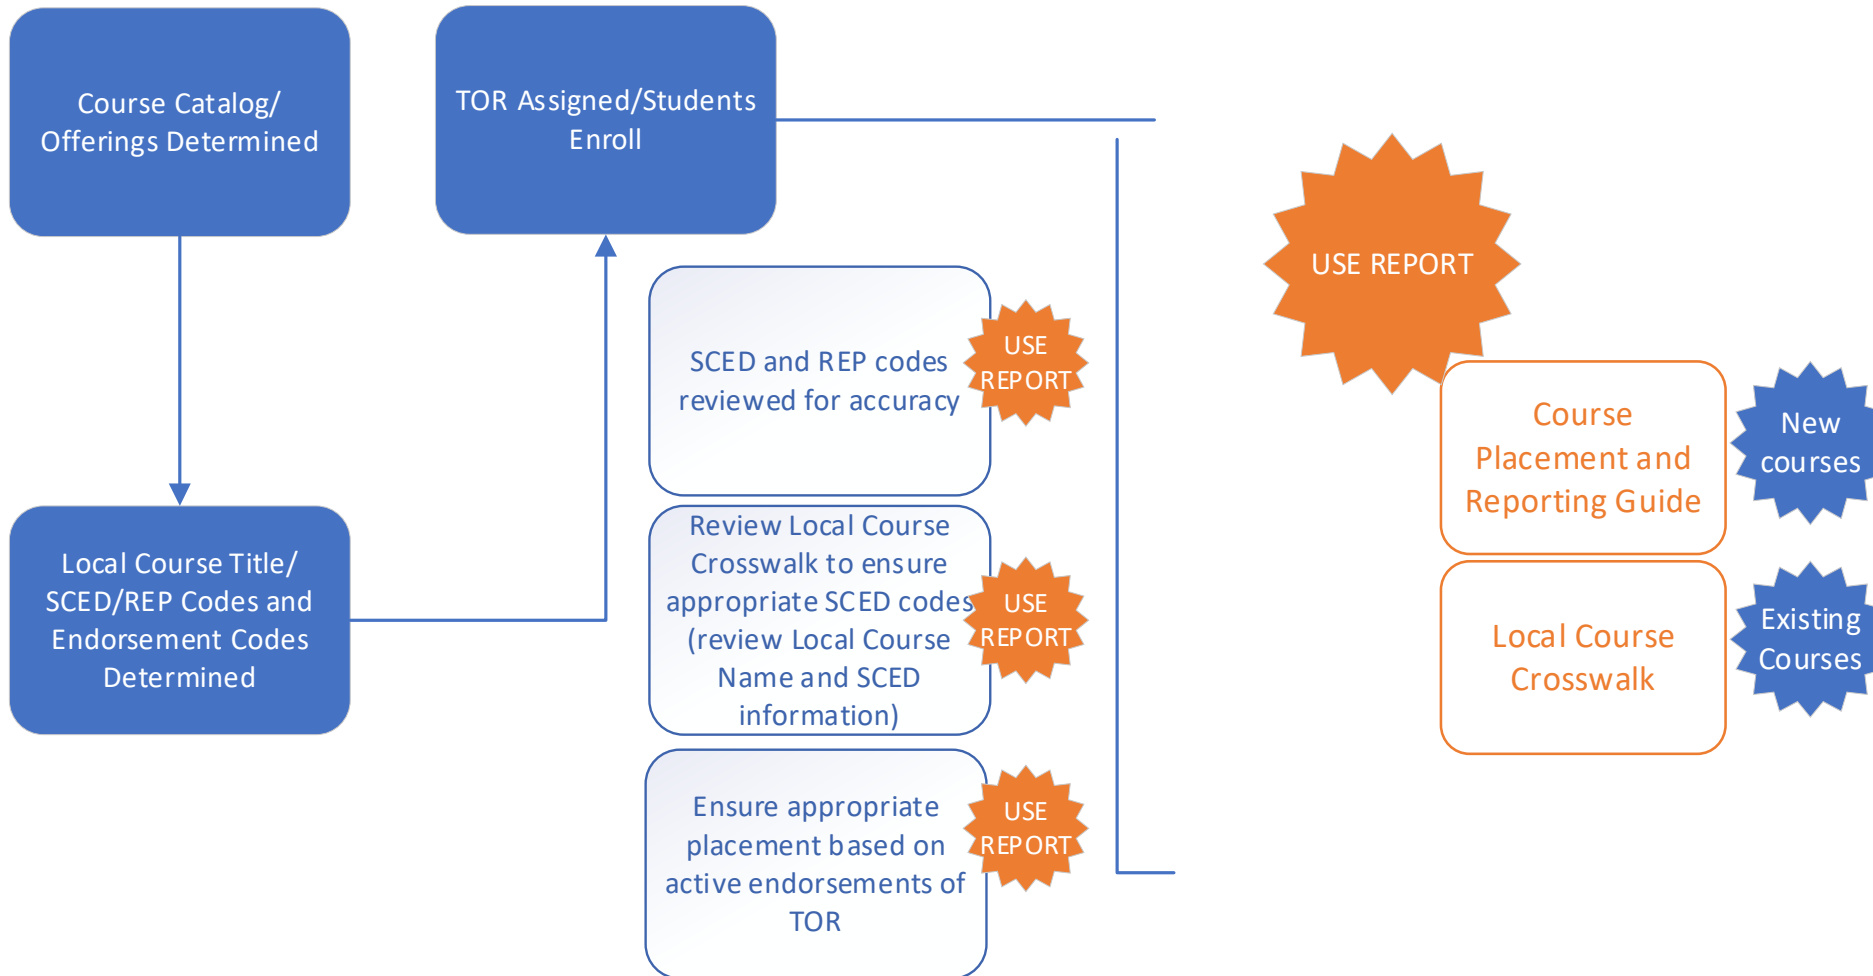 Course Catalog/
Offerings Determined
TOR Assigned/Students
Enroll
Local Course Title/
SCED/REP Codes and
Endorsement Codes
Determined
SCED and REP codes
reviewed for accuracy
USE
REPORT
Review Local Course
Crosswalk to ensure
appropriate SCED codes
(review Local Course
Name and SCED
information)
USE
REPORT
Ensure appropriate
placement based on
active endorsements of
TOR
USE
REPORT
USE REPORT
Course
Placement and
Reporting Guide
New
courses
Local Course
Crosswalk
Existing
Courses